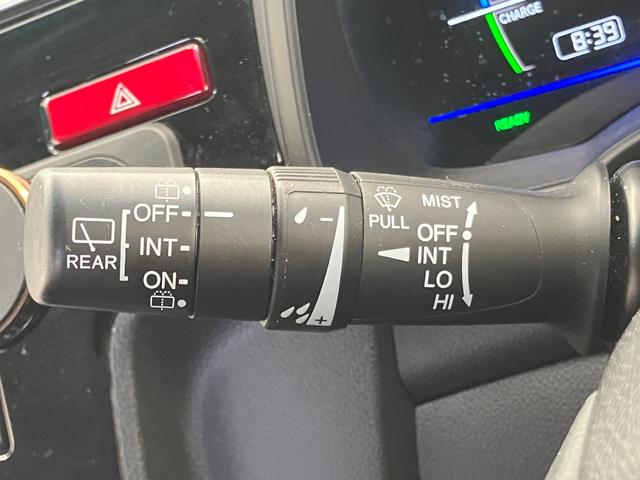 CHARGE
8:39
READY
OFF
INT
REAR
ON
-
+
PULL
MIST
OFF
INT
LO
HI